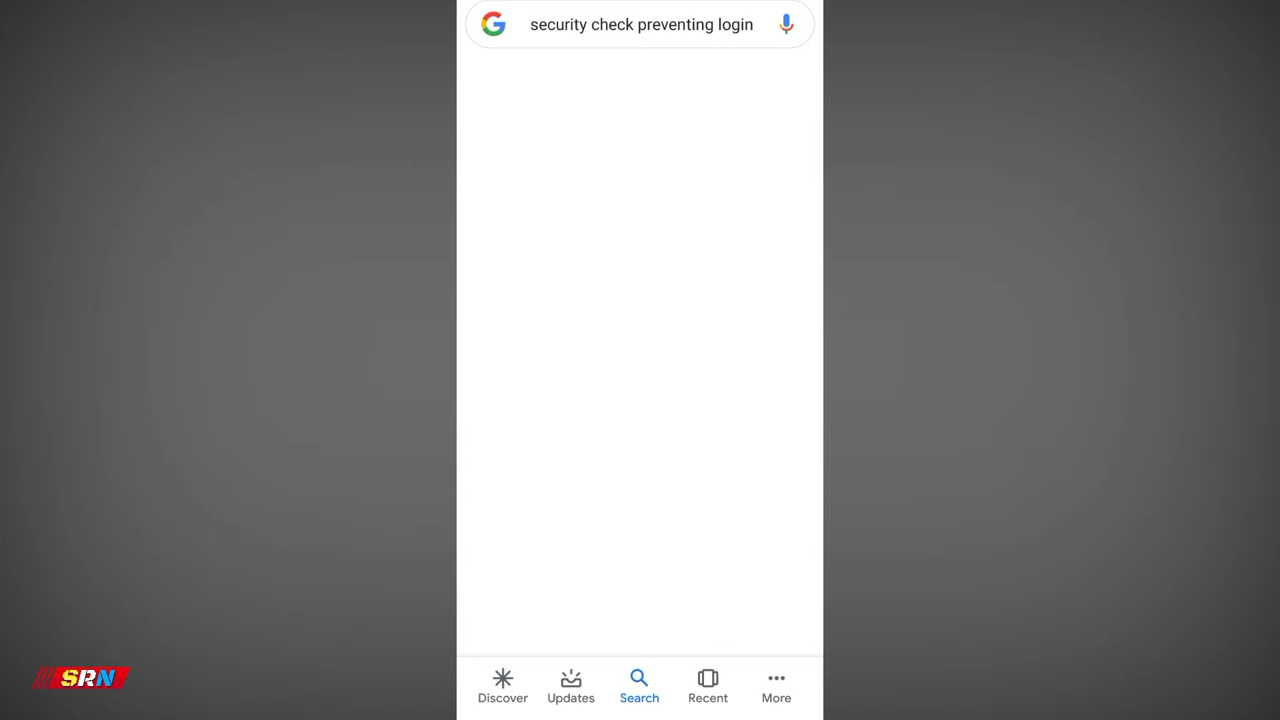 security check preventing login
Discover
Updates
Search
Recent
More
SRN